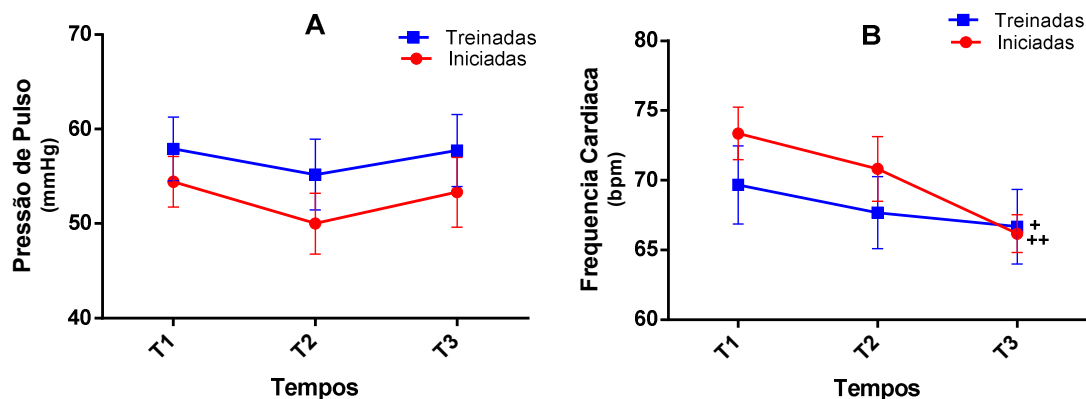 A
Treinadas
Iniciadas
Pressão de Pulso
(mmHg)
70
60
50
40
T1
T2
T3
Tempos
B
Treinadas
Iniciadas
Frequencia Cardiaca
(bpm)
80
75
70
65
60
+
++
T1
T2
T3
Tempos